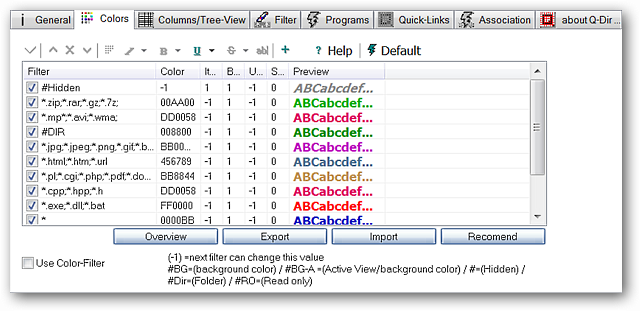 General Colors Columns/Tree-View Filter Programs Quick-Links Association about Q-Dir ...
B U S abl + ? Help Default
Filter Color It... B... U... S... Preview
#Hidden -1 1 1 -1 0 ABCabcdef...
*.zip;*.rar;*.gz;*.7z; 00AA00 -1 1 -1 0 ABCabcdef...
*.mp*;*.avi;*.wma; DD0058 -1 1 -1 0 ABCabcdef...
#DIR 008800 -1 1 -1 0 ABCabcdef...
*.jpg;*.jpeg;*.png,*.gif;*.b... BB00... -1 1 -1 0 ABCabcdef...
*.html;*.htm;*.url 456789 -1 1 -1 0 ABCabcdef...
*.pl;*.cgi;*.php;*.pdf;*.do... BB8844 -1 1 -1 0 ABCabcdef...
*.cpp;*.hpp;*.h DD0058 -1 1 -1 0 ABCabcdef...
*.exe;*.dll;*.bat FF0000 -1 1 -1 0 ABCabcdef...
* 0000BB -1 1 -1 0 ABCabcdef...
Overview Export Import Recomend
Use Color-Filter
(-1) =next filter can change this value
#BG=(background color) / #BG-A =(Active View/background color) / #=(Hidden) /
#Dir=(Folder) / #RO=(Read only)